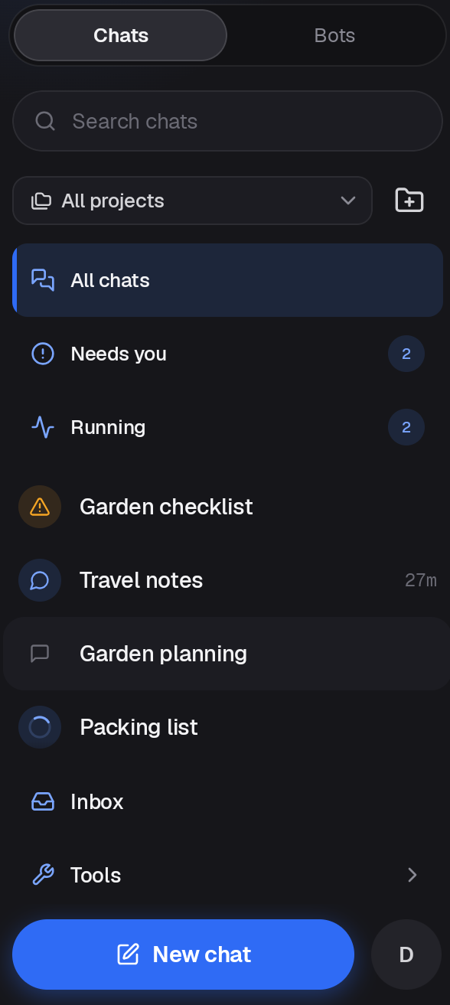 Chats
Bots
Search chats
All projects
All chats
Needs you
2
Running
2
Garden checklist
Travel notes
27m
Garden planning
Packing list
Inbox
Tools
New chat
D